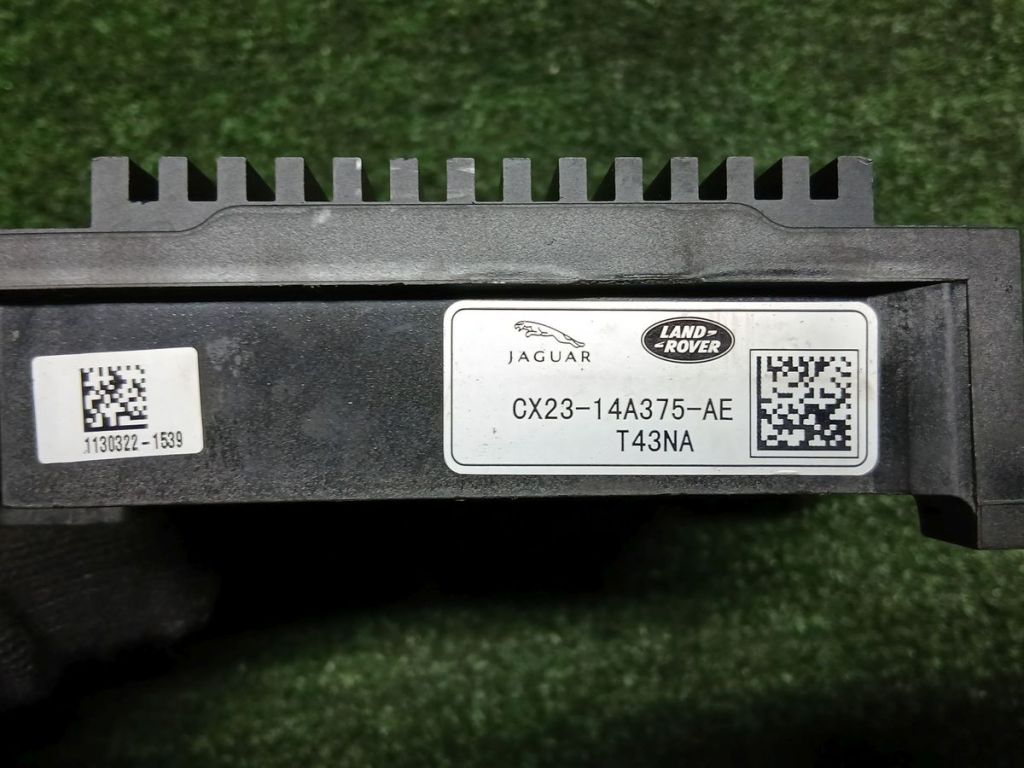 JAGUAR
LAND-
-ROVER
CX23-14A375-AE
T43NA
1130322-1539